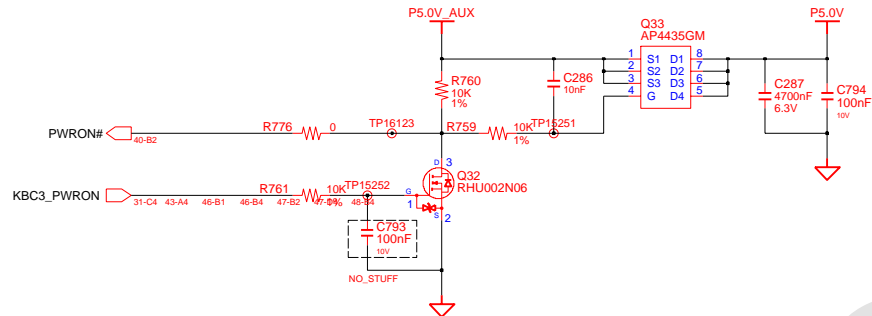 P5.0V_AUX
P5.0V
Q33
AP4435GM
1 S1 D1 8
2 S2 D2 7
3 S3 D3 6
4 G D4 5
R760
10K
1%
C286
10nF
C287
4700nF
6.3V
C794
100nF
10V
PWRON#
40-B2
R776 0
TP16123
R759 10K
1%
TP15251
D 3
Q32
RHU002N06
KBC3_PWRON
R761 10K
1%
TP15252
G
1
S
2
31-C4 43-A4 46-B1 46-B4 47-B2 48-B4
C793
100nF
10V
NO_STUFF